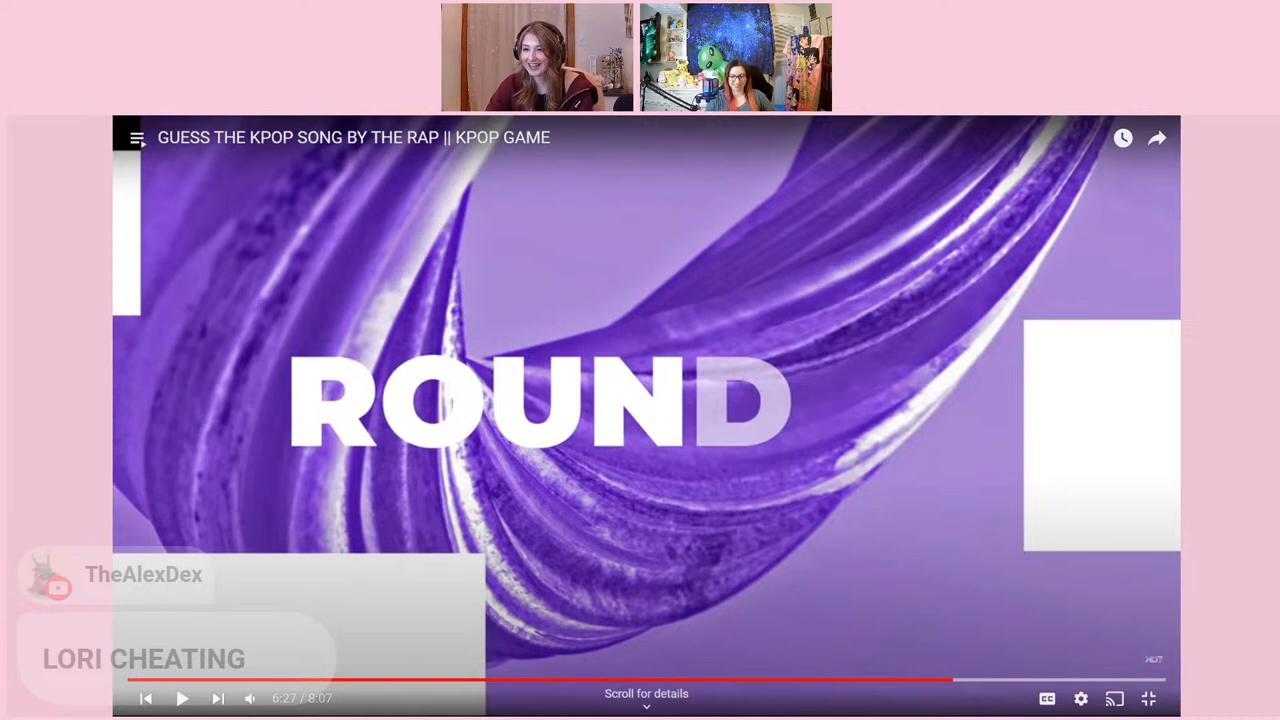 GUESS THE KPOP SONG BY THE RAP || KPOP GAME
ROUND
TheAlexDex
LORI CHEATING
6:27 / 8:07
Scroll for details
CC